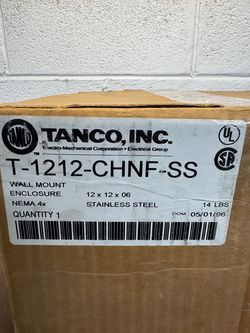 TANCO
TANCO, INC.
Electro-Mechanical Corporation • Electrical Group
T-1212-CHNF-SS
WALL MOUNT
ENCLOSURE 12 x 12 x 06
NEMA 4x STAINLESS STEEL 14 LBS
QUANTITY 1 DOM 05/01/96